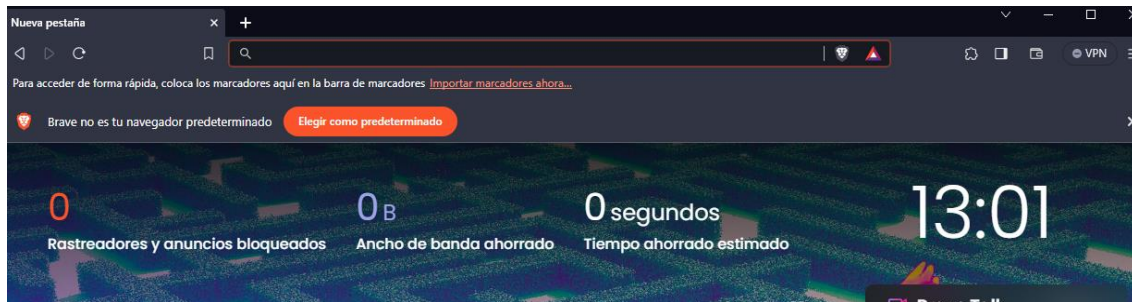 Nueva pestaña
VPN
Para acceder de forma rápida, coloca los marcadores aquí en la barra de marcadores Importar marcadores ahora...
Brave no es tu navegador predeterminado Elegir como predeterminado
0 0 B 0 segundos 13:01
Rastreadores y anuncios bloqueados Ancho de banda ahorrado Tiempo ahorrado estimado